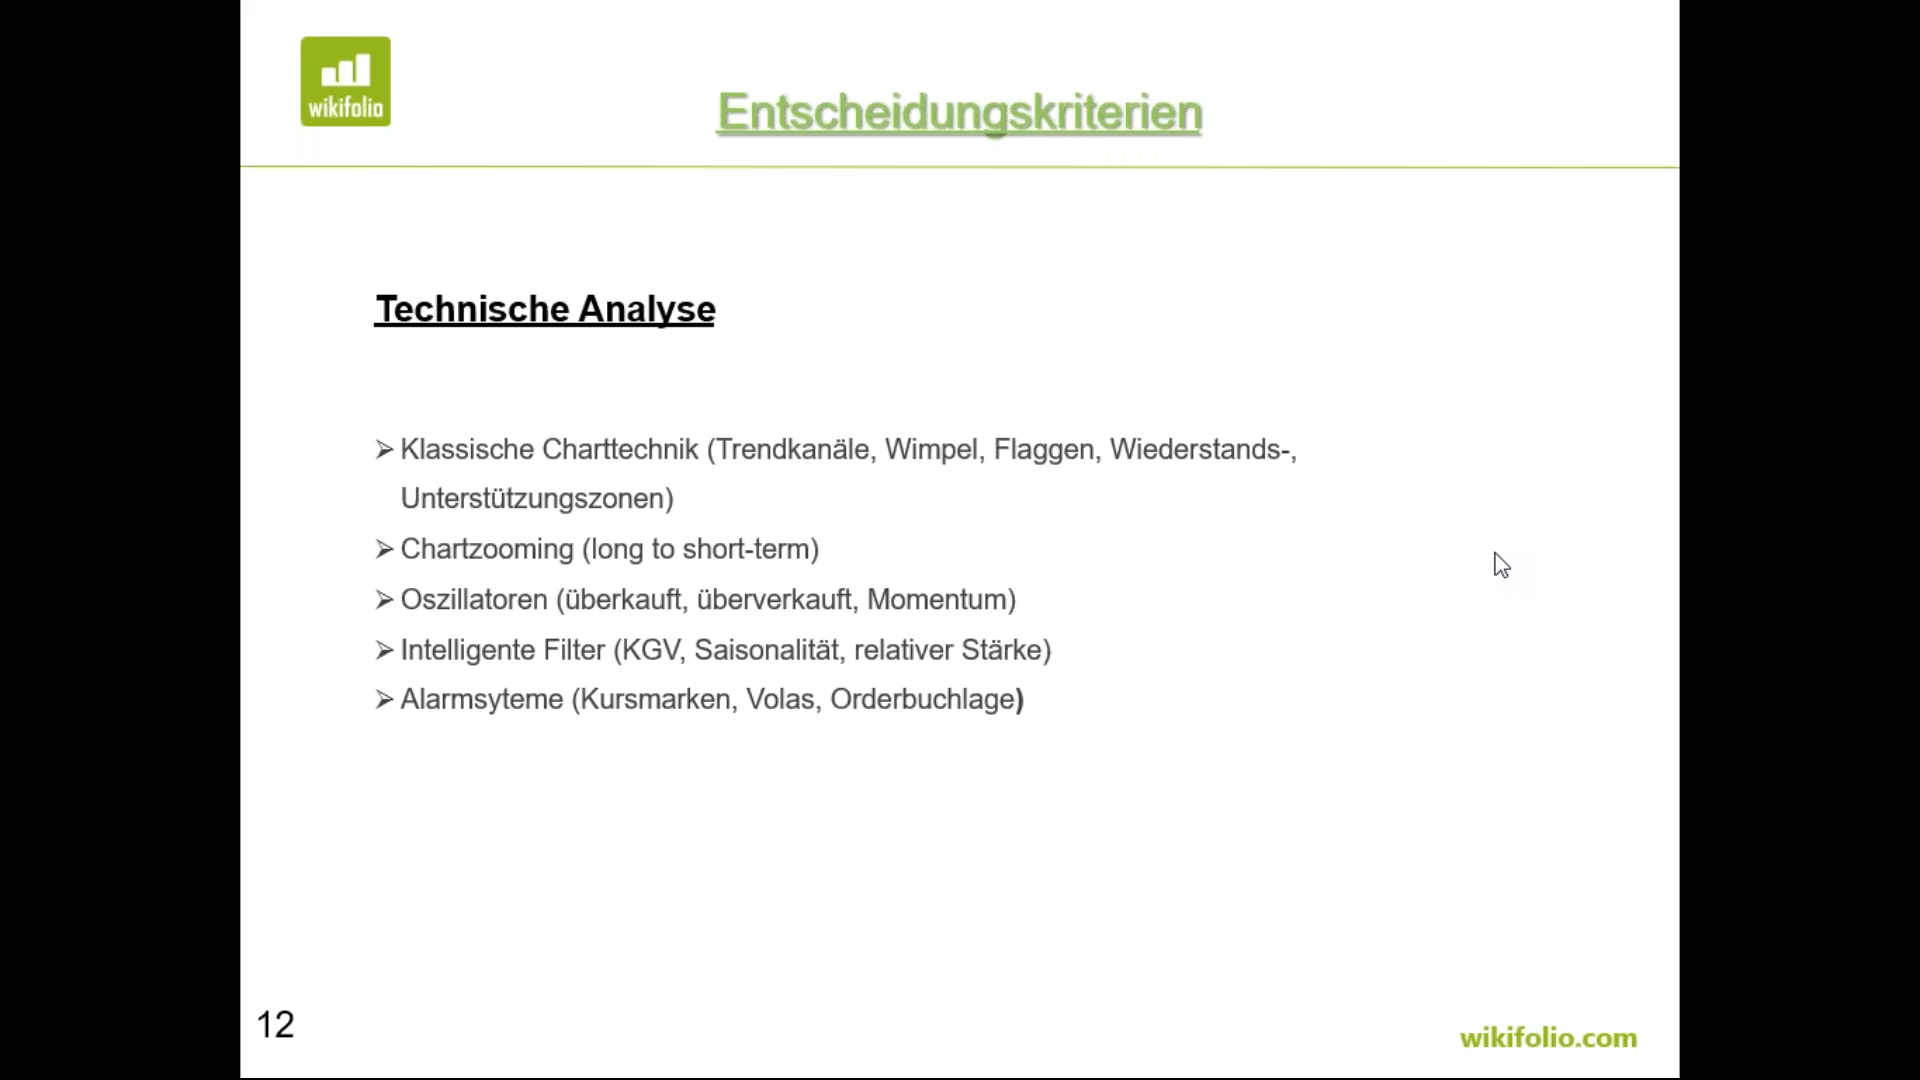 wikifolio
Entscheidungskriterien
Technische Analyse
➢ Klassische Charttechnik (Trendkanäle, Wimpel, Flaggen, Wiederstands-,
Unterstützungszonen)
➢ Chartzooming (long to short-term)
➢ Oszillatoren (überkauft, überverkauft, Momentum)
➢ Intelligente Filter (KGV, Saisonalität, relativer Stärke)
➢ Alarmsyteme (Kursmarken, Volas, Orderbuchlage)
12
wikifolio.com